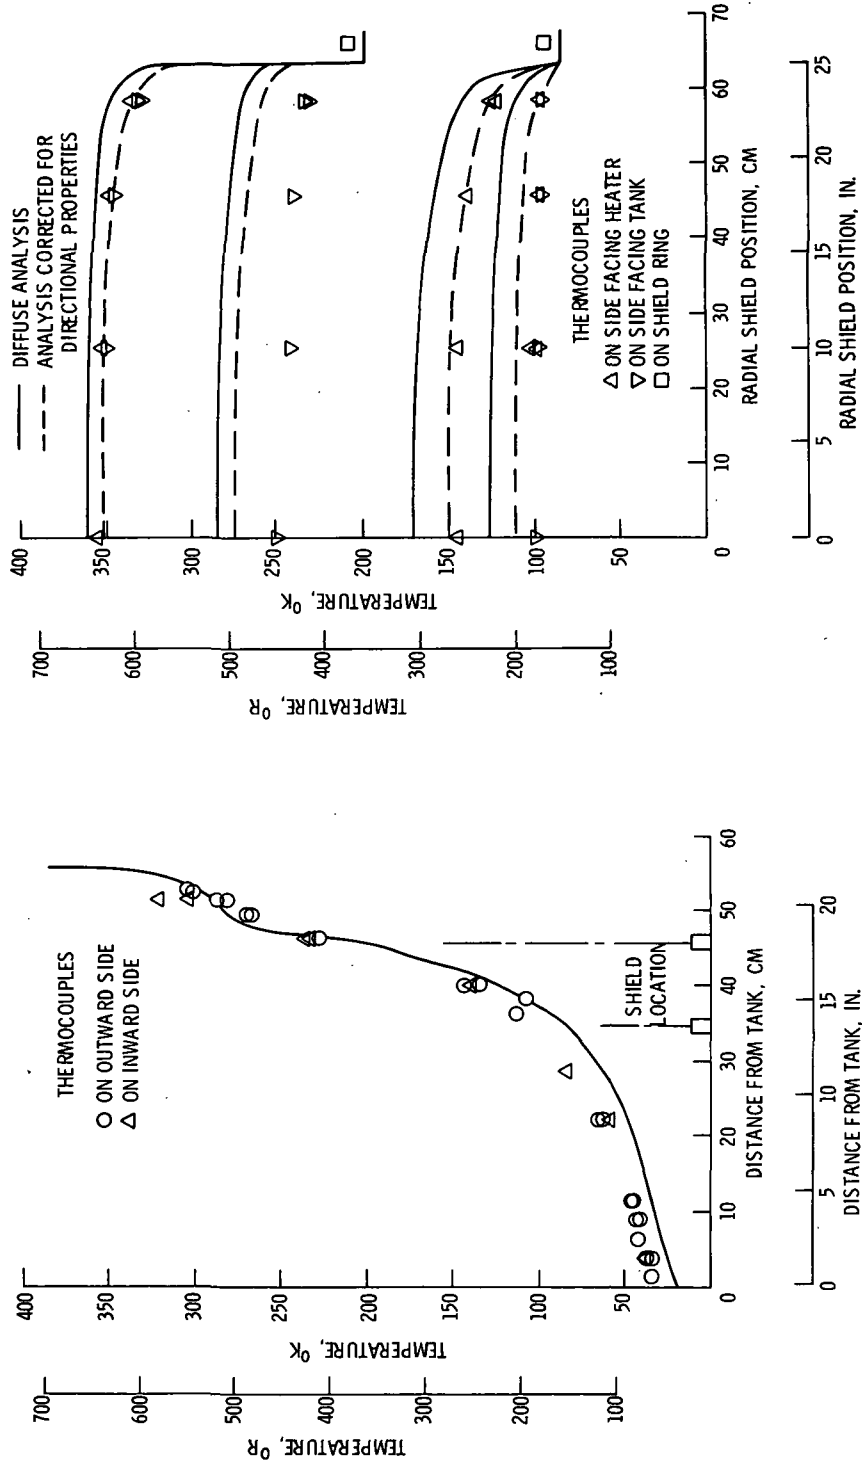 700
600
500
400
300
200
100
TEMPERATURE, °R
400
350
300
250
200
150
100
50
TEMPERATURE, °K
THERMOCOUPLES
ON OUTWARD SIDE
ON INWARD SIDE
SHIELD
LOCATION
0 10 20 30 40 50 60
DISTANCE FROM TANK, CM
0 5 10 15 20
DISTANCE FROM TANK, IN.
700
600
500
400
300
200
100
TEMPERATURE, °R
400
350
300
250
200
150
100
50
TEMPERATURE, °K
DIFFUSE ANALYSIS
ANALYSIS CORRECTED FOR
DIRECTIONAL PROPERTIES
THERMOCOUPLES
ON SIDE FACING HEATER
ON SIDE FACING TANK
ON SHIELD RING
0 10 20 30 40 50 60 70
RADIAL SHIELD POSITION, CM
0 5 10 15 20 25
RADIAL SHIELD POSITION, IN.